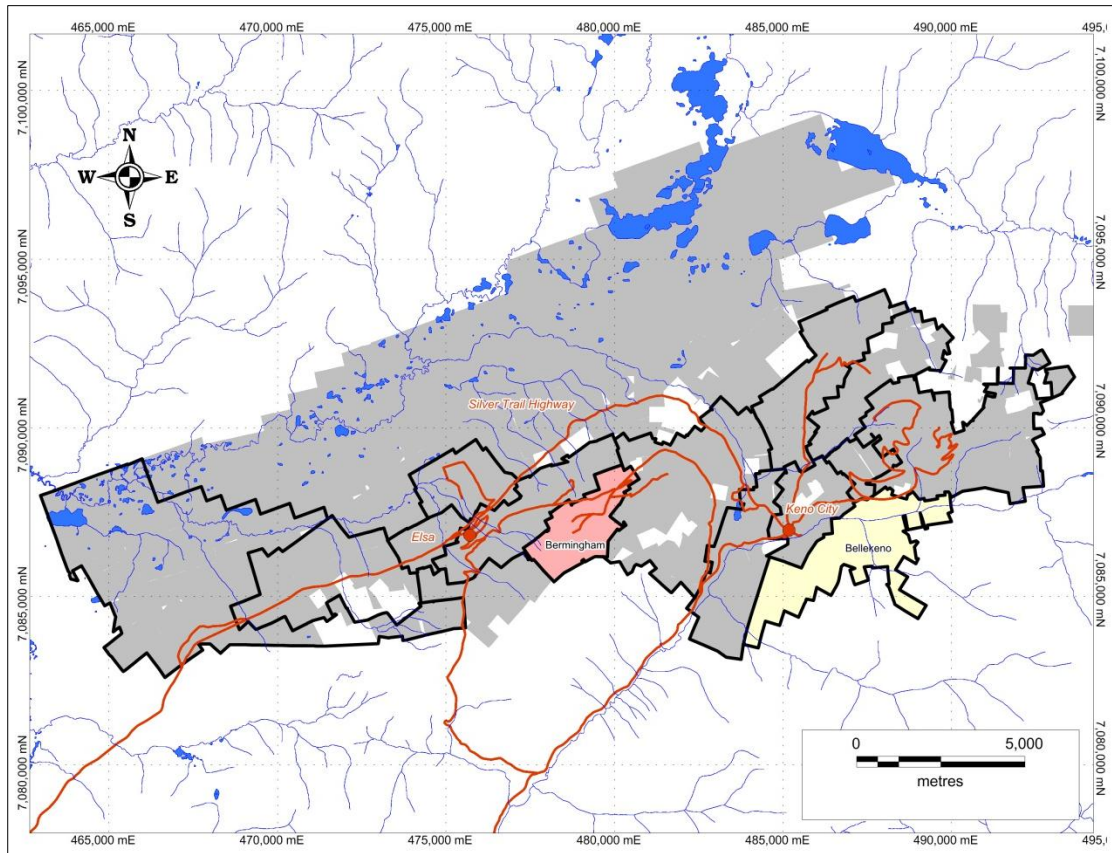 465,000 mE
470,000 mE
475,000 mE
480,000 mE
485,000 mE
490,000 mE
495,0
7,100,000 mN
7,100,000 mN
N
W
E
S
7,095,000 mN
7,095,000 mN
Silver Trail Highway
7,090,000 mN
7,090,000 mN
Elsa
Bermingham
Keno City
Bellekeno
7,085,000 mN
7,085,000 mN
0
5,000
metres
7,080,000 mN
7,080,000 mN
465,000 mE
470,000 mE
475,000 mE
480,000 mE
485,000 mE
490,000 mE
495,0